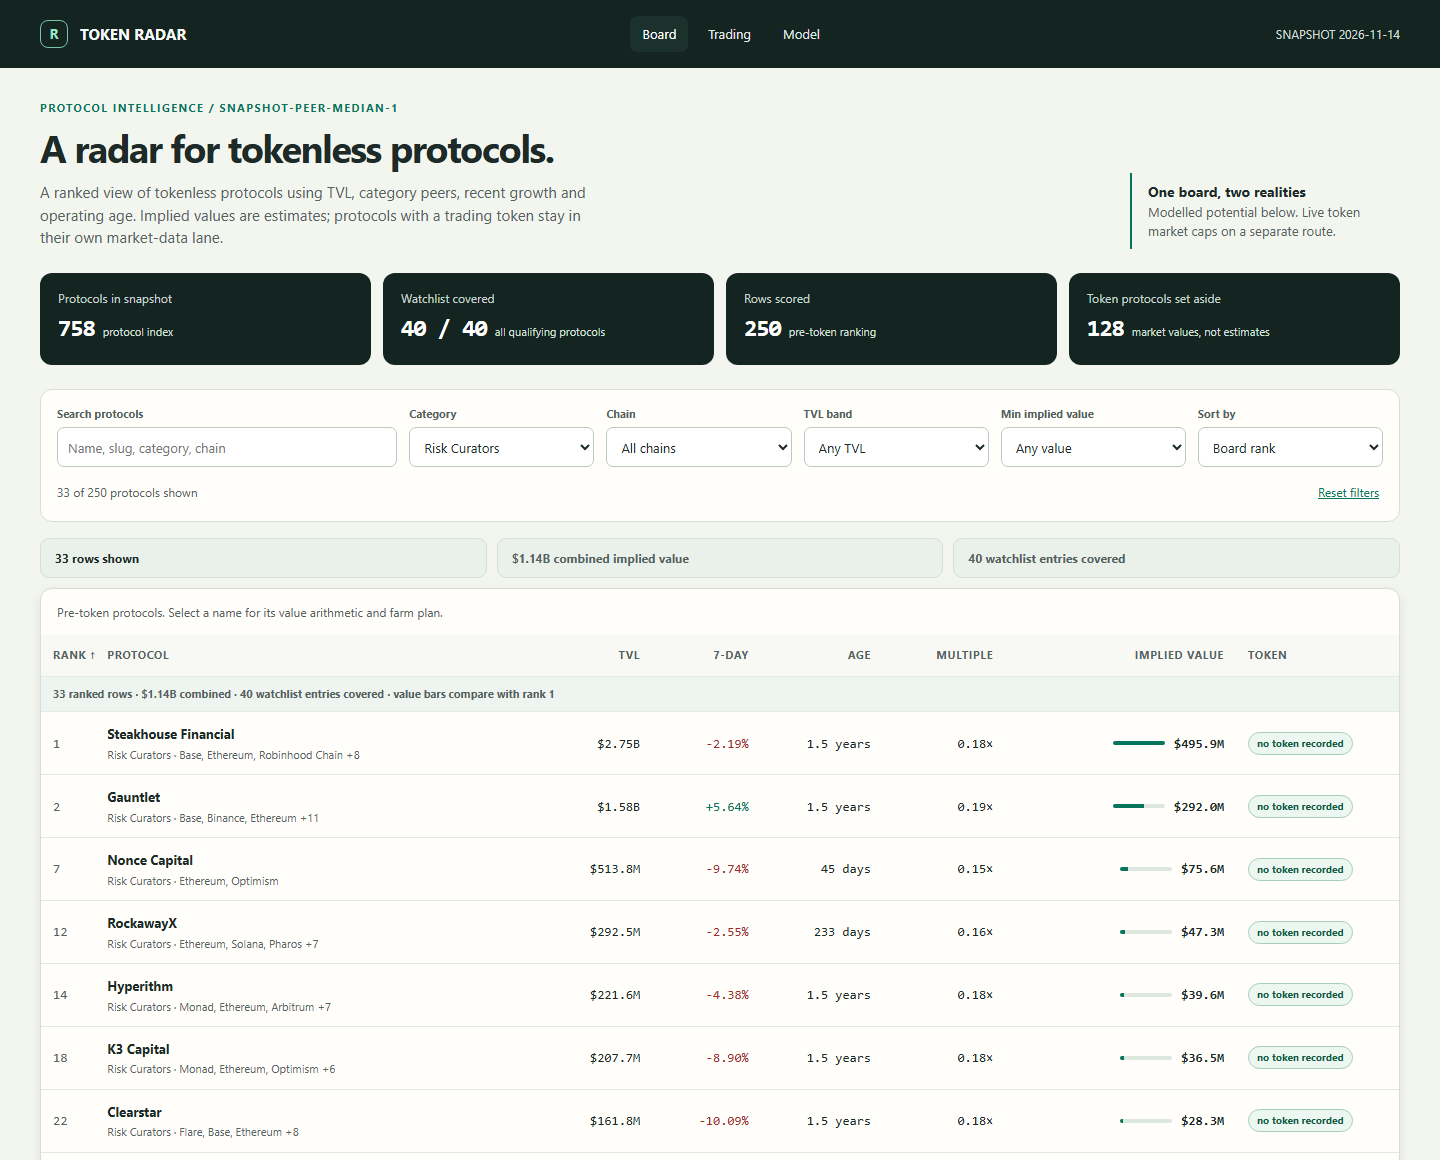 R TOKEN RADAR Board Trading Model SNAPSHOT 2026-11-14
PROTOCOL INTELLIGENCE / SNAPSHOT-PEER-MEDIAN-1
A radar for tokenless protocols.
A ranked view of tokenless protocols using TVL, category peers, recent growth and
operating age. Implied values are estimates; protocols with a trading token stay in
their own market-data lane.
One board, two realities
Modelled potential below. Live token
market caps on a separate route.
Protocols in snapshot
758 protocol index
Watchlist covered
40 / 40 all qualifying protocols
Rows scored
250 pre-token ranking
Token protocols set aside
128 market values, not estimates
Search protocols Category Chain TVL band Min implied value Sort by
Name, slug, category, chain Risk Curators All chains Any TVL Any value Board rank
33 of 250 protocols shown Reset filters
33 rows shown $1.14B combined implied value 40 watchlist entries covered
Pre-token protocols. Select a name for its value arithmetic and farm plan.
RANK ↑ PROTOCOL TVL 7-DAY AGE MULTIPLE IMPLIED VALUE TOKEN
33 ranked rows · $1.14B combined · 40 watchlist entries covered · value bars compare with rank 1
1 Steakhouse Financial $2.75B -2.19% 1.5 years 0.18x $495.9M no token recorded
Risk Curators · Base, Ethereum, Robinhood Chain +8
2 Gauntlet $1.58B +5.64% 1.5 years 0.19x $292.0M no token recorded
Risk Curators · Base, Binance, Ethereum +11
7 Nonce Capital $513.8M -9.74% 45 days 0.15x $75.6M no token recorded
Risk Curators · Ethereum, Optimism
12 RockawayX $292.5M -2.55% 233 days 0.16x $47.3M no token recorded
Risk Curators · Ethereum, Solana, Pharos +7
14 Hyperithm $221.6M -4.38% 1.5 years 0.18x $39.6M no token recorded
Risk Curators · Monad, Ethereum, Arbitrum +7
18 K3 Capital $207.7M -8.90% 1.5 years 0.18x $36.5M no token recorded
Risk Curators · Monad, Ethereum, Optimism +6
22 Clearstar $161.8M -10.09% 1.5 years 0.18x $28.3M no token recorded
Risk Curators · Flare, Base, Ethereum +8